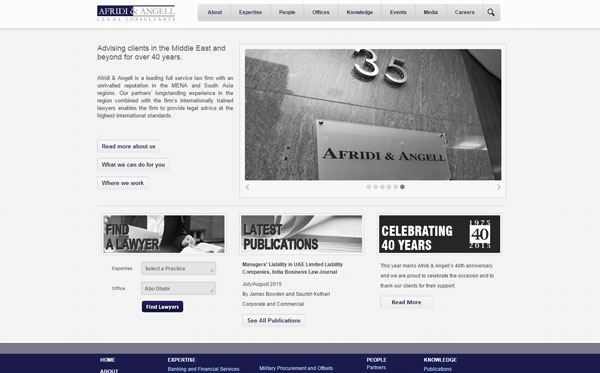 AFRIDI & ANGELL
LEGAL CONSULTANTS
About Expertise People Offices Knowledge Events Media Careers
Advising clients in the Middle East and
beyond for over 40 years.
Afridi & Angell is a leading full service law firm with an
unrivalled reputation in the MENA and South Asia
regions. Our partners' longstanding experience in the
region combined with the firm's internationally trained
lawyers enables the firm to provide legal advice at the
highest international standards.
Read more about us
What we can do for you
Where we work
35
AFRIDI & ANGELL
FIND
A LAWYER
Expertise Select a Practice
Office Abu Dhabi
Find Lawyers
LATEST
PUBLICATIONS
Managers' Liability in UAE Limited Liability
Companies, India Business Law Journal
July/August 2015
By James Bowden and Saurbh Kothari
Corporate and Commercial
See All Publications
CELEBRATING
40 YEARS
1975
40
2015
This year marks Afridi & Angell's 40th anniversary
and we are proud to celebrate the occasion and to
thank our clients for their support.
Read More
HOME EXPERTISE PEOPLE KNOWLEDGE
Banking and Financial Services Military Procurement and Offsets Partners Publications
ABOUT